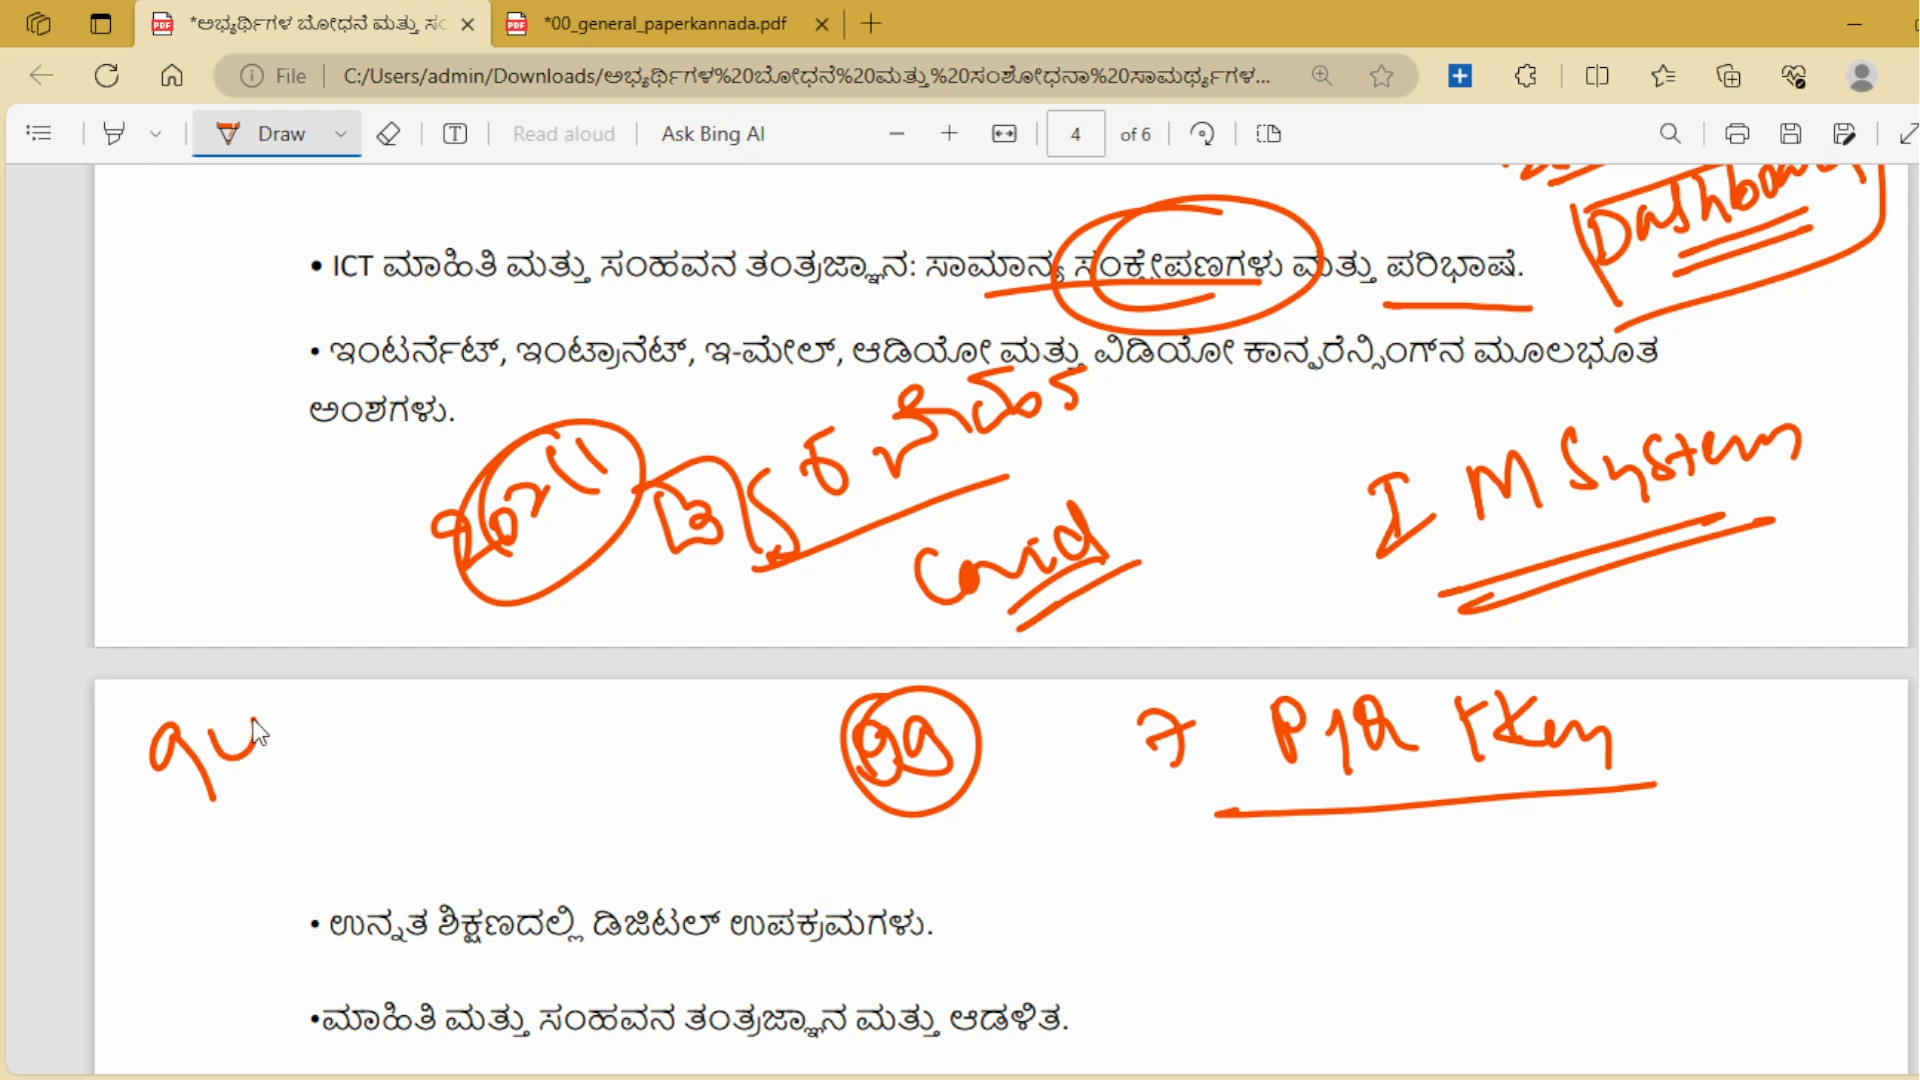 *ಅಭ್ಯರ್ಥಿಗಳ ಬೋಧನೆ ಮತ್ತು ಸಂ
*00_general_paperkannada.pdf
File
C:/Users/admin/Downloads/ಅಭ್ಯರ್ಥಿಗಳ%20ಬೋಧನೆ%20ಮತ್ತು%20ಸಂಶೋಧನಾ%20ಸಾಮರ್ಥ್ಯಗಳ...
Draw
Read aloud
Ask Bing AI
4 of 6
Dashboard
• ICT ಮಾಹಿತಿ ಮತ್ತು ಸಂಹವನ ತಂತ್ರಜ್ಞಾನ: ಸಾಮಾನ್ಯ ಸಂಕ್ಷೇಪಣಗಳು ಮತ್ತು ಪರಿಭಾಷೆ.
• ಇಂಟರ್ನೆಟ್, ಇಂಟ್ರಾನೆಟ್, ಇ-ಮೇಲ್, ಆಡಿಯೋ ಮತ್ತು ವಿಡಿಯೋ ಕಾನ್ಫರೆನ್ಸಿಂಗ್‌ನ ಮೂಲಭೂತ
ಅಂಶಗಳು.
I M System
Covid
• ಉನ್ನತ ಶಿಕ್ಷಣದಲ್ಲಿ ಡಿಜಿಟಲ್ ಉಪಕ್ರಮಗಳು.
•ಮಾಹಿತಿ ಮತ್ತು ಸಂಹವನ ತಂತ್ರಜ್ಞಾನ ಮತ್ತು ಆಡಳಿತ.